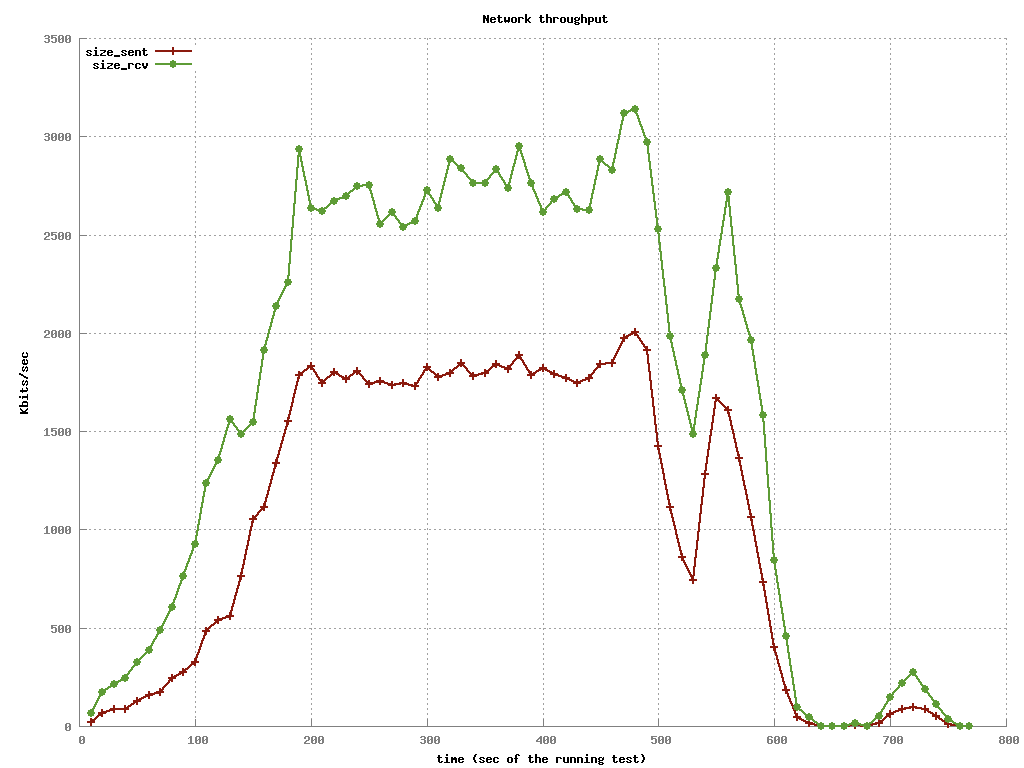 Network throughput
size_sent
size_rcv
3500
3000
2500
2000
1500
1000
500
0
Kbits/sec
0 100 200 300 400 500 600 700 800
time (sec of the running test)